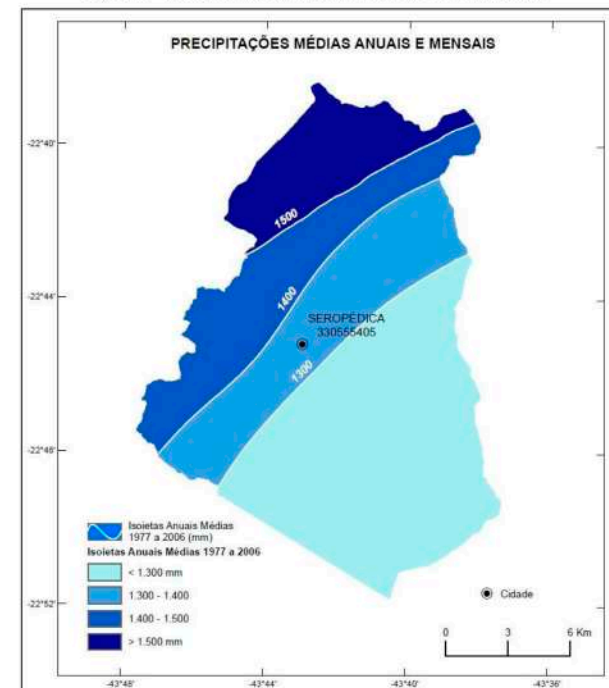 PRECIPITAÇÕES MÉDIAS ANUAIS E MENSAIS
-22°40'
1500
-22°44'
1400
SEROPÉDICA
330555405
1300
-22°48'
Isoietas Anuais Médias
1977 a 2006 (mm)
Isoietas Anuais Médias 1977 a 2006
< 1.300 mm
1.300 - 1.400
1.400 - 1.500
> 1.500 mm
-22°52'
Cidade
0 3 6 Km
-43°48' -43°44' -43°40' -43°36'